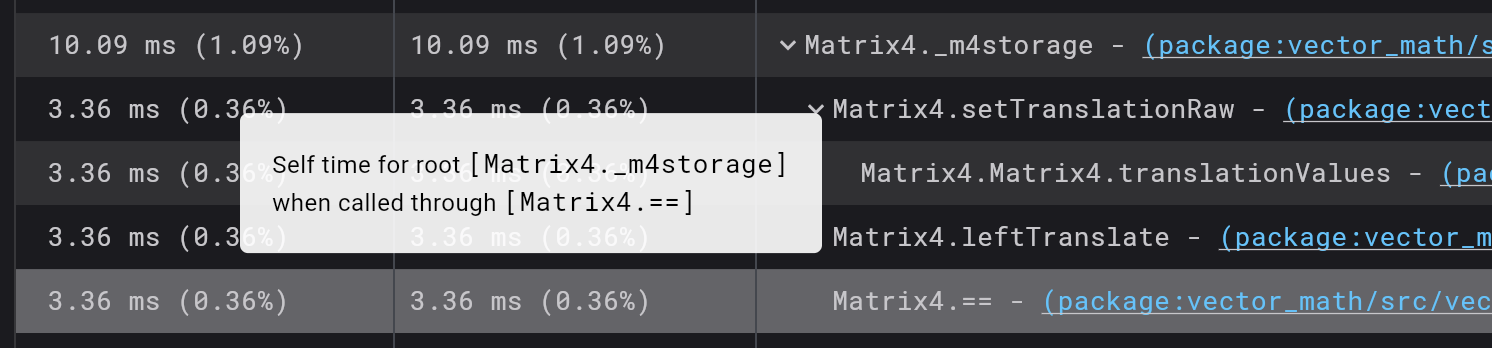 10.09 ms (1.09%) 10.09 ms (1.09%) Matrix4._m4storage - (package:vector_math/s
3.36 ms (0.36%) 3.36 ms (0.36%) Matrix4.setTranslationRaw - (package:vect
Self time for root [Matrix4._m4storage]
when called through [Matrix4.==]
3.36 ms (0.36%) Matrix4.Matrix4.translationValues - (pa
3.36 ms (0.36%) 3.36 ms (0.36%) Matrix4.leftTranslate - (package:vector_m
3.36 ms (0.36%) 3.36 ms (0.36%) Matrix4.== - (package:vector_math/src/vec